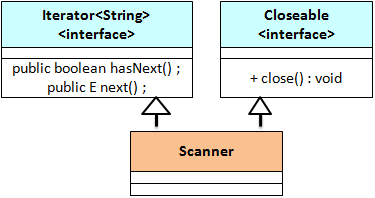 Iterator<String>
<interface>
public boolean hasNext() ;
public E next() ;
Closeable
<interface>
+ close() : void
Scanner